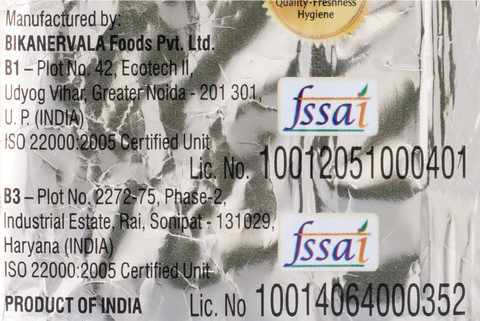 Quality-Freshness
Hygiene
Manufactured by:
BIKANERVALA Foods Pvt. Ltd.
B1 – Plot No. 42, Ecotech II,
Udyog Vihar, Greater Noida - 201 301,
U. P. (INDIA)
ISO 22000:2005 Certified Unit
fssai
Lic. No. 10012051000401
B3 – Plot No. 2272-75, Phase-2,
Industrial Estate, Rai, Sonipat - 131029,
Haryana (INDIA)
ISO 22000:2005 Certified Unit
fssai
PRODUCT OF INDIA Lic. No 10014064000352